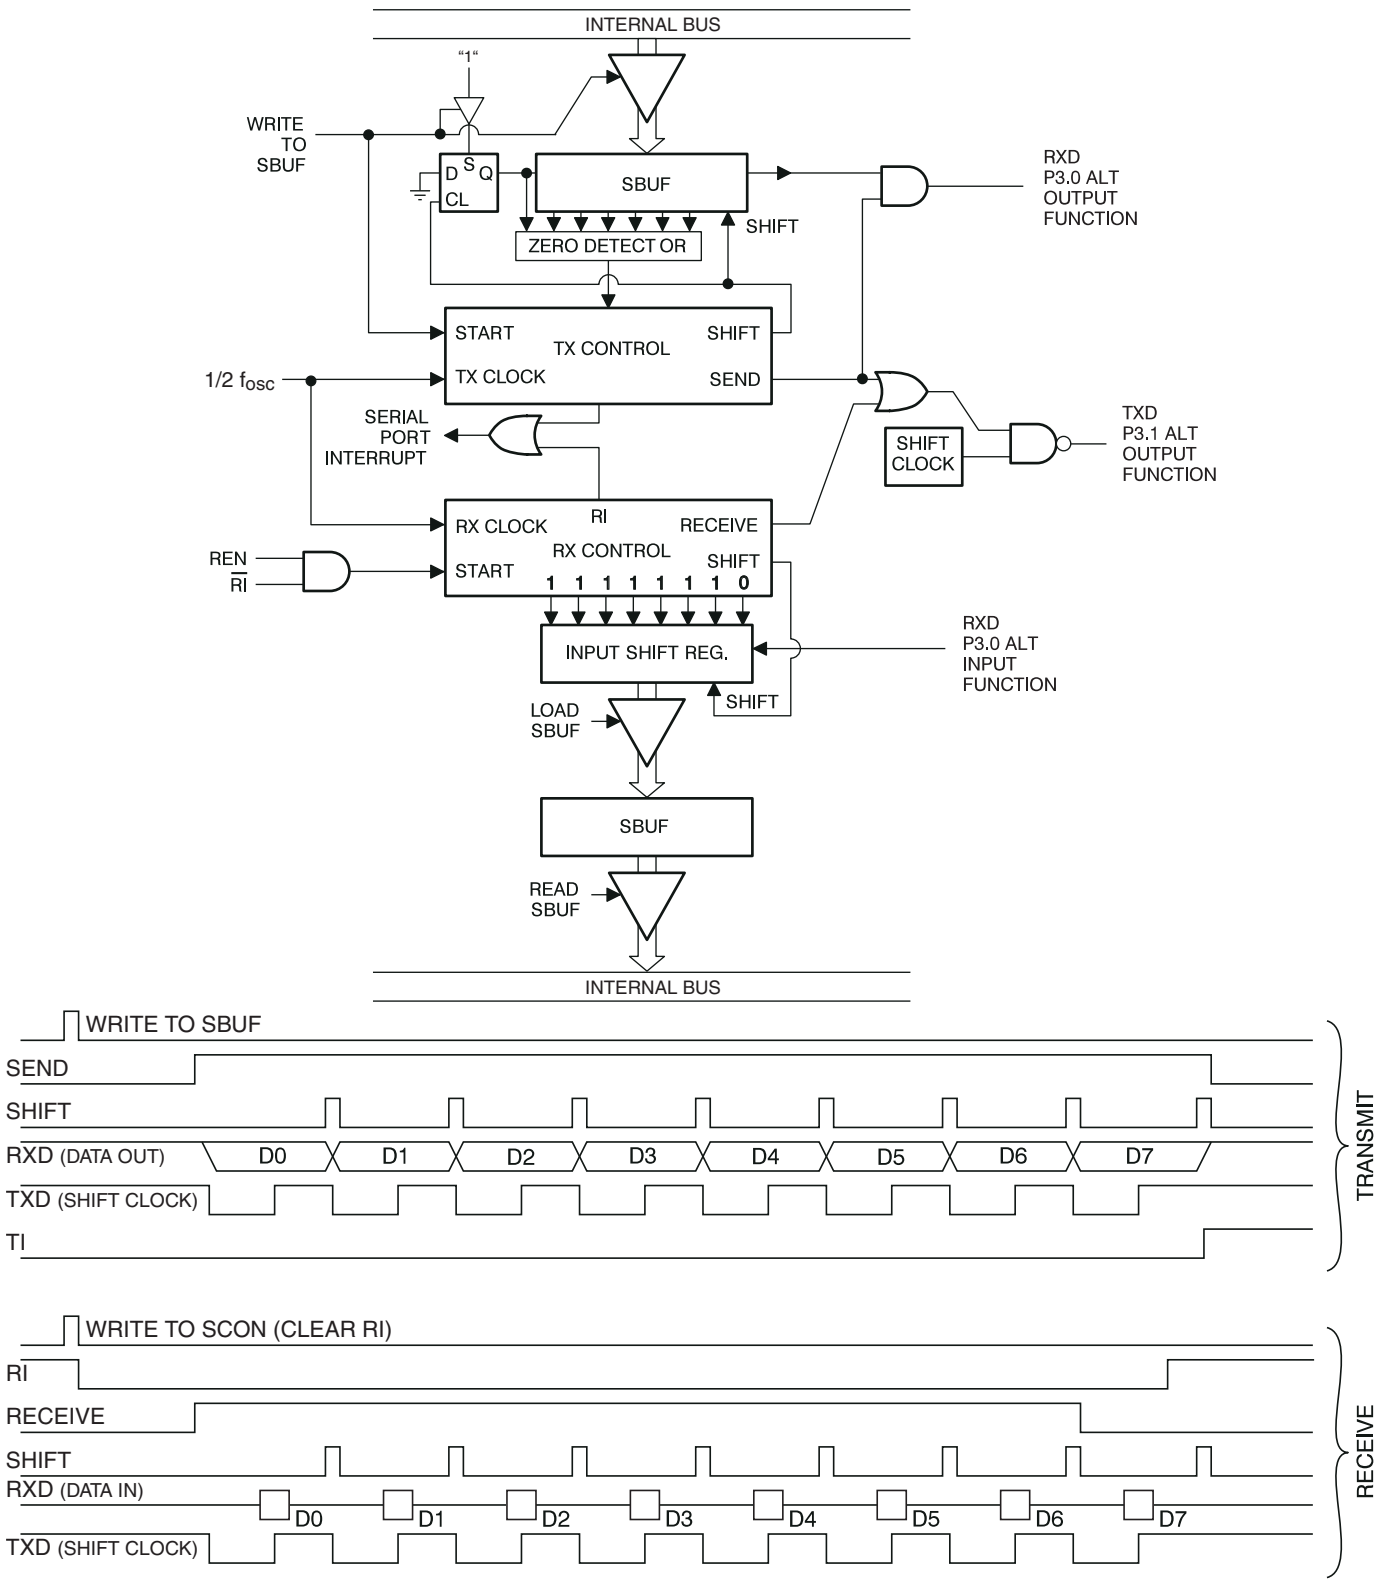 INTERNAL BUS
"1"
WRITE
TO
SBUF
D S Q
CL
SBUF
SHIFT
ZERO DETECT OR
RXD
P3.0 ALT
OUTPUT
FUNCTION
START
SHIFT
TX CONTROL
1/2 fosc
TX CLOCK
SEND
SERIAL
PORT
INTERRUPT
SHIFT
CLOCK
TXD
P3.1 ALT
OUTPUT
FUNCTION
RX CLOCK
RI
RECEIVE
RX CONTROL
REN
RI
START
SHIFT
1 1 1 1 1 1 1 0
INPUT SHIFT REG.
RXD
P3.0 ALT
INPUT
FUNCTION
SHIFT
LOAD
SBUF
SBUF
READ
SBUF
INTERNAL BUS
WRITE TO SBUF
SEND
SHIFT
RXD (DATA OUT) D0 D1 D2 D3 D4 D5 D6 D7
TXD (SHIFT CLOCK)
TI
TRANSMIT
WRITE TO SCON (CLEAR RI)
RI
RECEIVE
SHIFT
RXD (DATA IN) D0 D1 D2 D3 D4 D5 D6 D7
TXD (SHIFT CLOCK)
RECEIVE